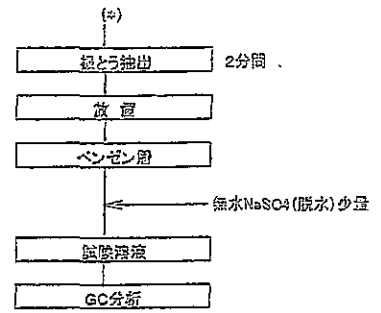 (*)
振とう抽出
2分間
放置
ベンゼン層
無水NaSO4(脱水)少量
試験溶液
GC分析